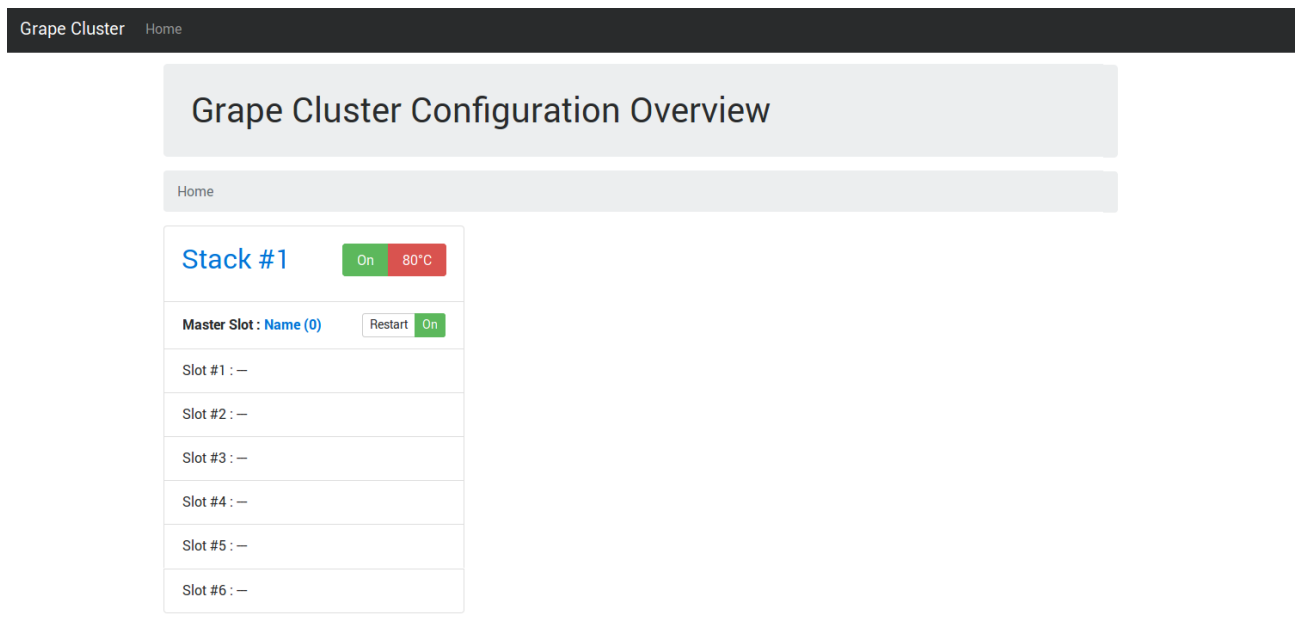 Grape Cluster Home
Grape Cluster Configuration Overview
Home
Stack #1 On 80°C
Master Slot : Name (0) Restart On
Slot #1 : —
Slot #2 : —
Slot #3 : —
Slot #4 : —
Slot #5 : —
Slot #6 : —